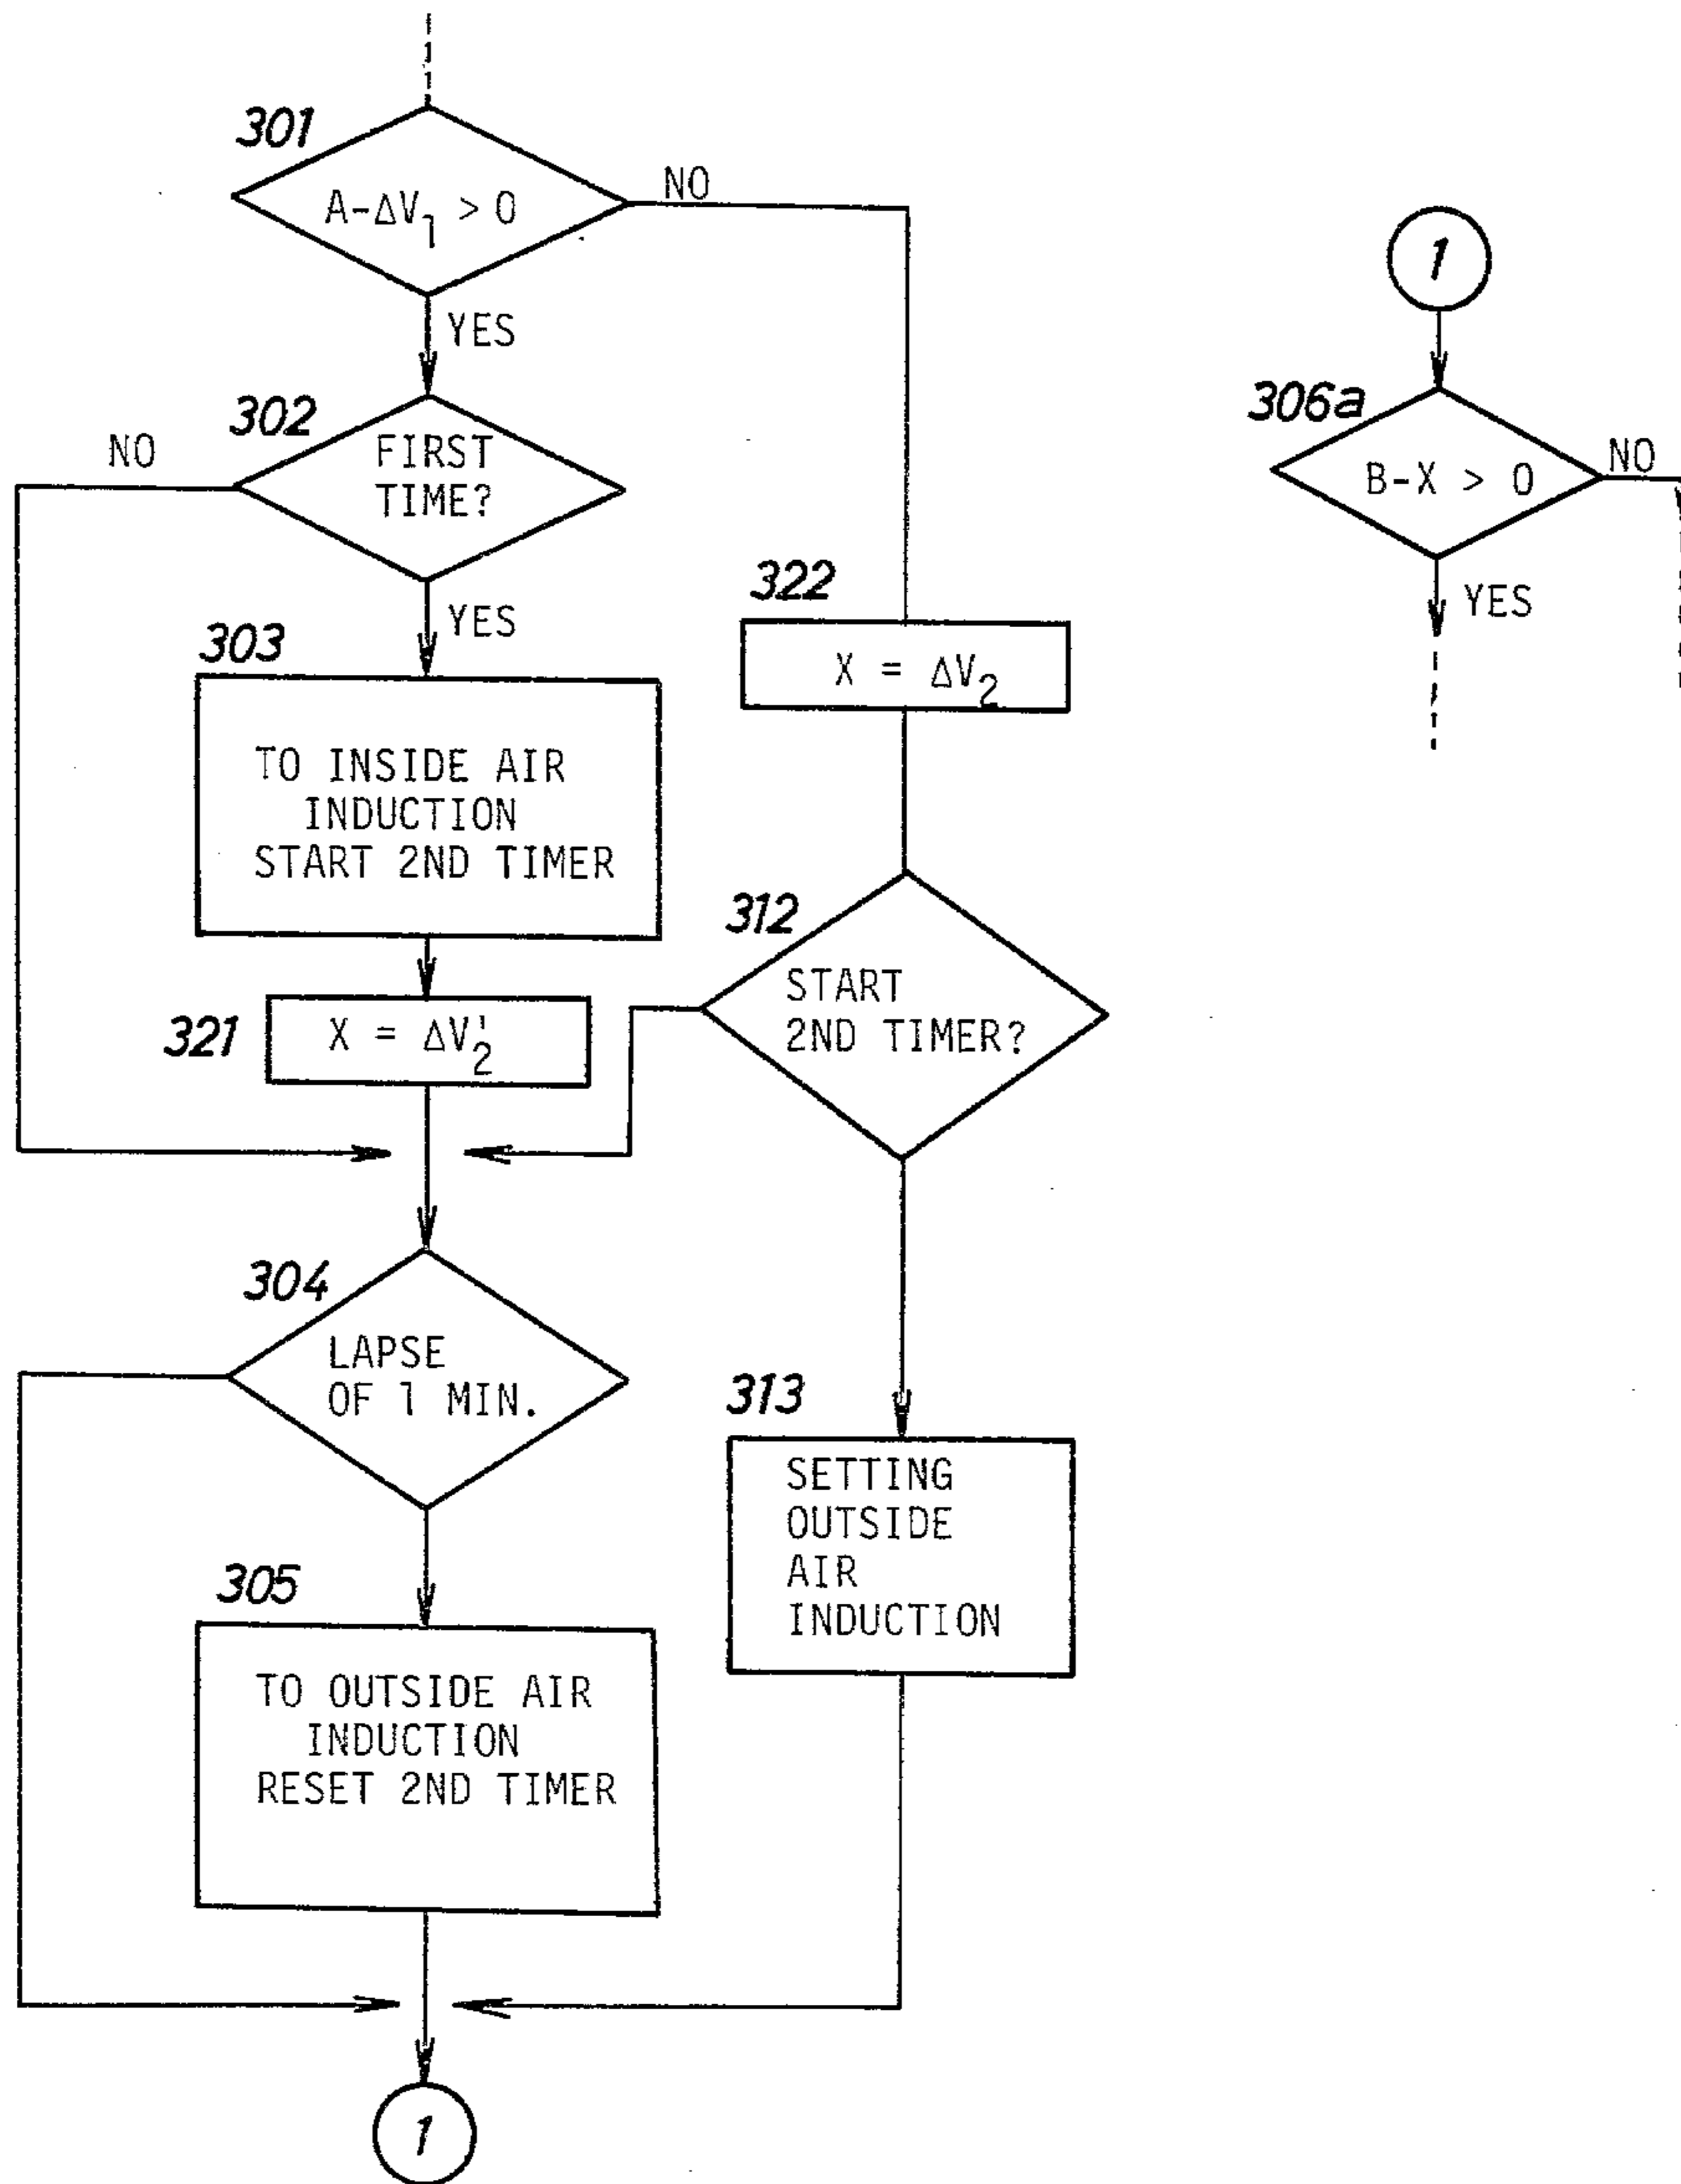 301
A-ΔV1 > 0
NO
YES
302
FIRST
TIME?
NO
YES
303
TO INSIDE AIR
INDUCTION
START 2ND TIMER
321
X = ΔV2'
304
LAPSE
OF 1 MIN.
305
TO OUTSIDE AIR
INDUCTION
RESET 2ND TIMER
1
322
X = ΔV2
312
START
2ND TIMER?
313
SETTING
OUTSIDE
AIR
INDUCTION
1
306a
B-X > 0
NO
YES